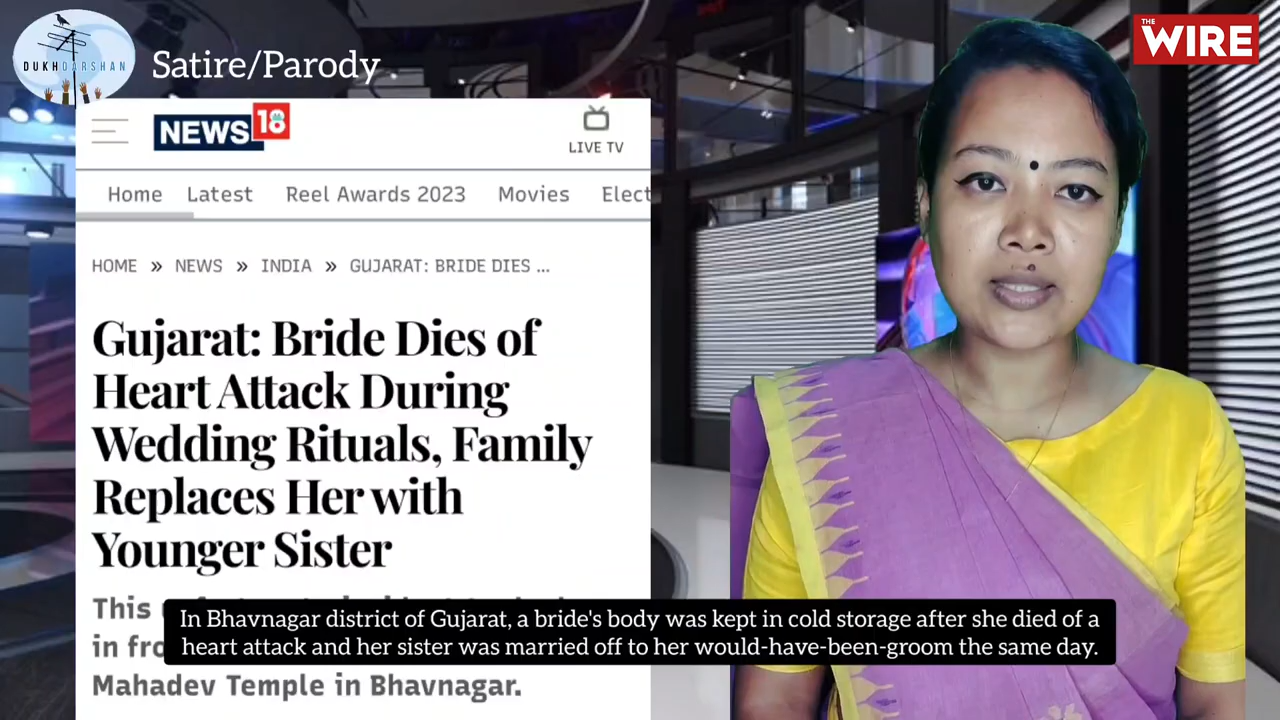 DUKHDARSHAN
Satire/Parody
THE
WIRE
NEWS18
LIVE TV
Home Latest Reel Awards 2023 Movies Elect
HOME » NEWS » INDIA » GUJARAT: BRIDE DIES ...
Gujarat: Bride Dies of
Heart Attack During
Wedding Rituals, Family
Replaces Her with
Younger Sister
This
in fro
Mahadev Temple in Bhavnagar.
In Bhavnagar district of Gujarat, a bride's body was kept in cold storage after she died of a
heart attack and her sister was married off to her would-have-been-groom the same day.